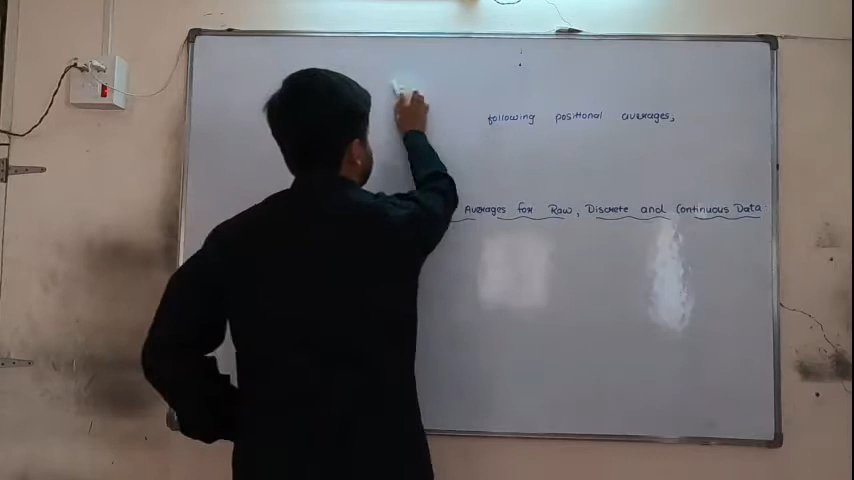 following positional averages,
Averages for Raw, Discrete and Continuous Data